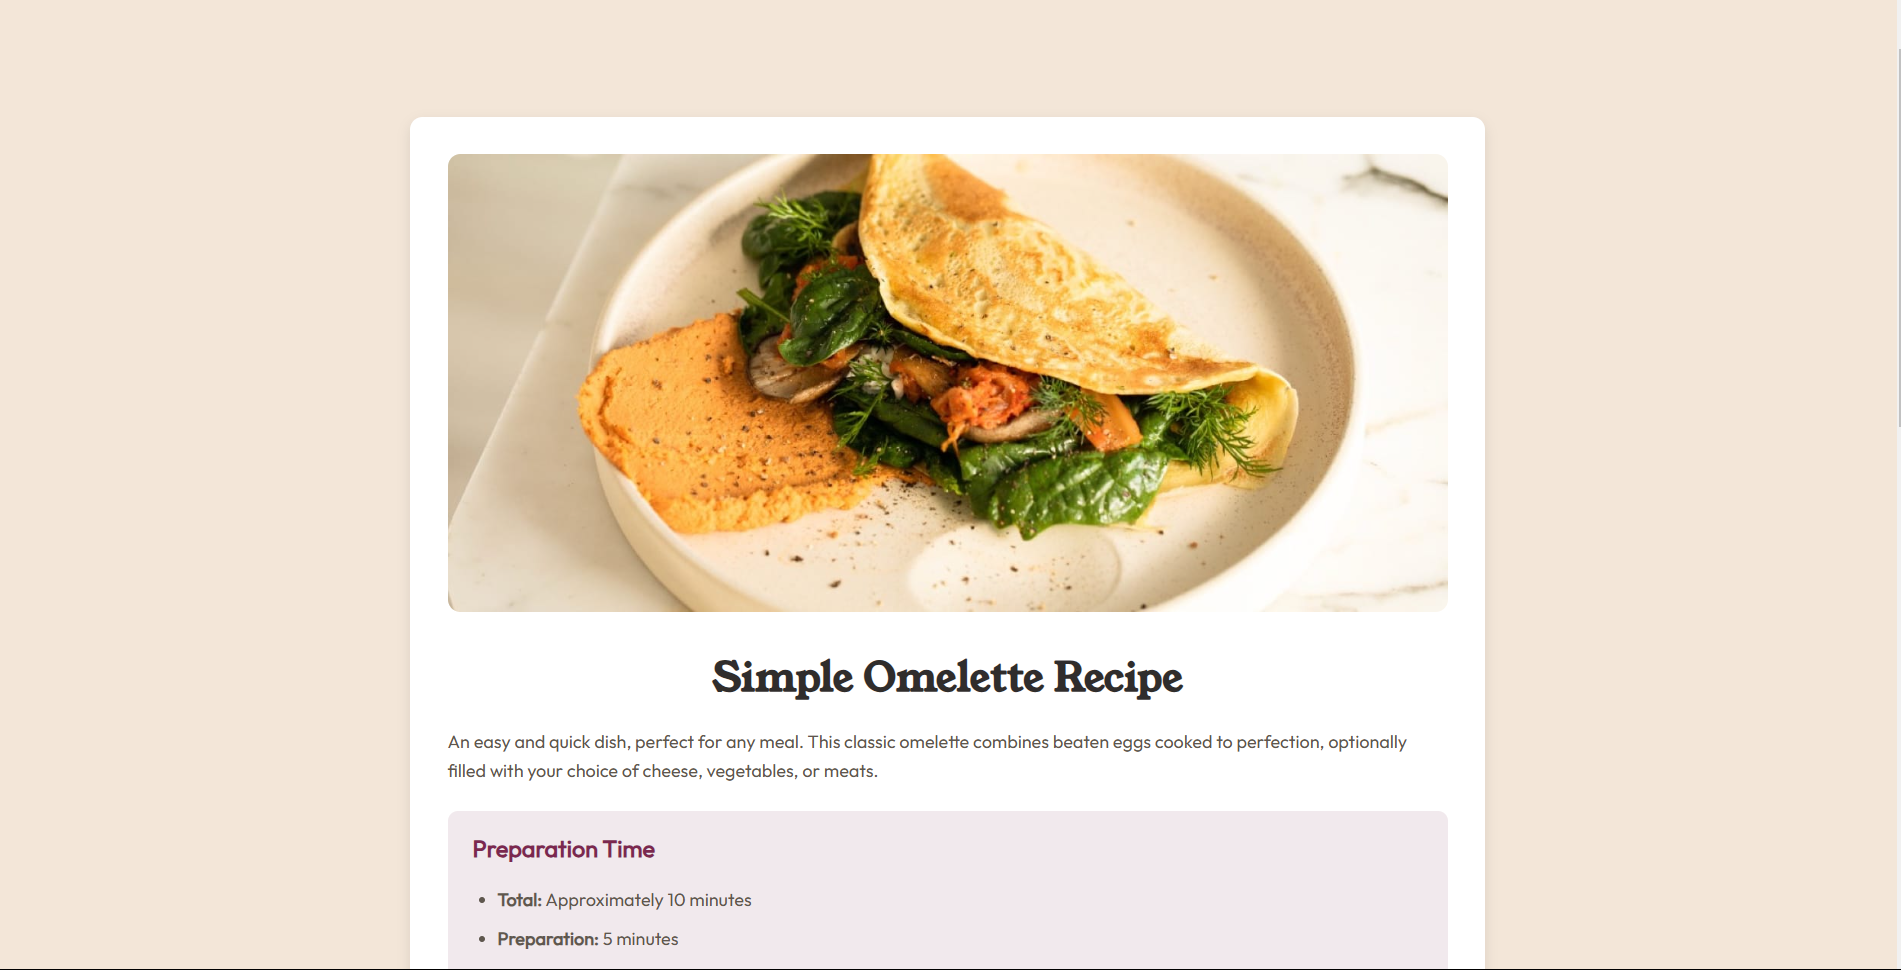 Simple Omelette Recipe
An easy and quick dish, perfect for any meal. This classic omelette combines beaten eggs cooked to perfection, optionally
filled with your choice of cheese, vegetables, or meats.
Preparation Time
Total: Approximately 10 minutes
Preparation: 5 minutes